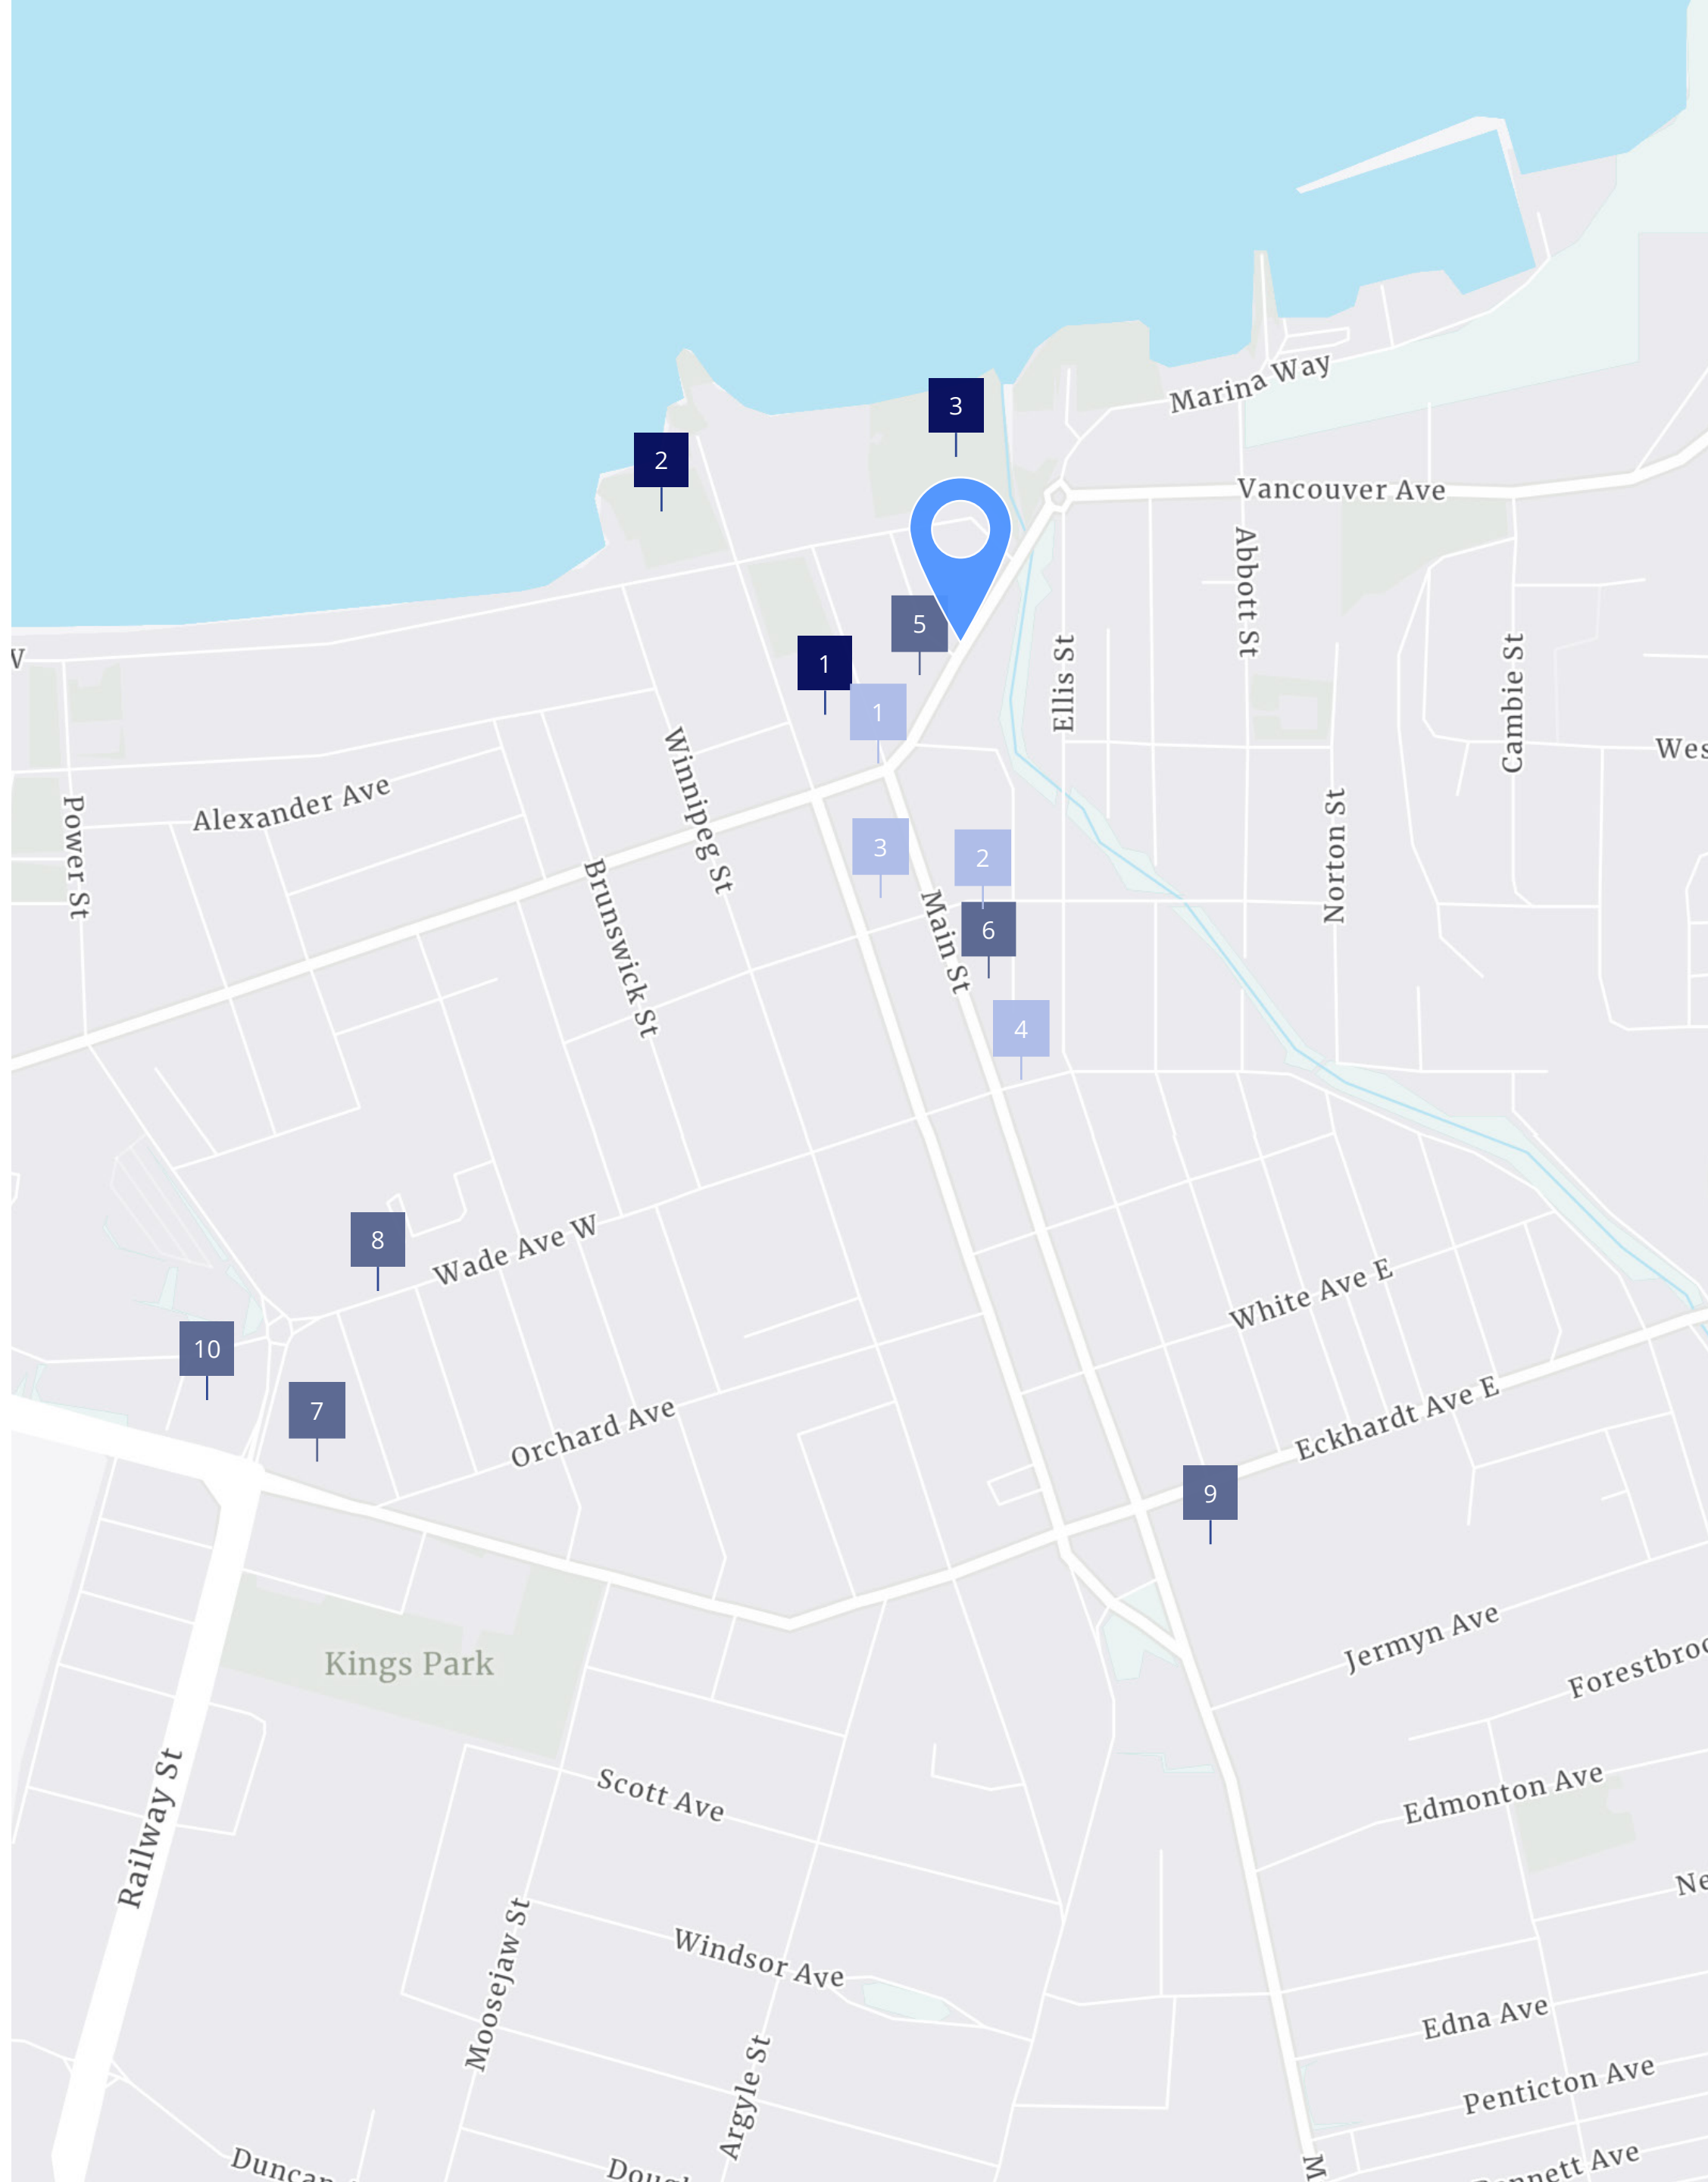 3
Marina Way
2
Vancouver Ave
Abbott St
5
Ellis St
Cambie St
1
1
Winnipeg St
Alexander Ave
Power St
Norton St
3
2
Brunswick St
Main St
6
4
8
Wade Ave W
White Ave E
10
7
Orchard Ave
Eckhardt Ave E
9
Kings Park
Jermyn Ave
Scott Ave
Edmonton Ave
Railway St
Moosejaw St
Windsor Ave
Edna Ave
Argyle St
Penticton Ave